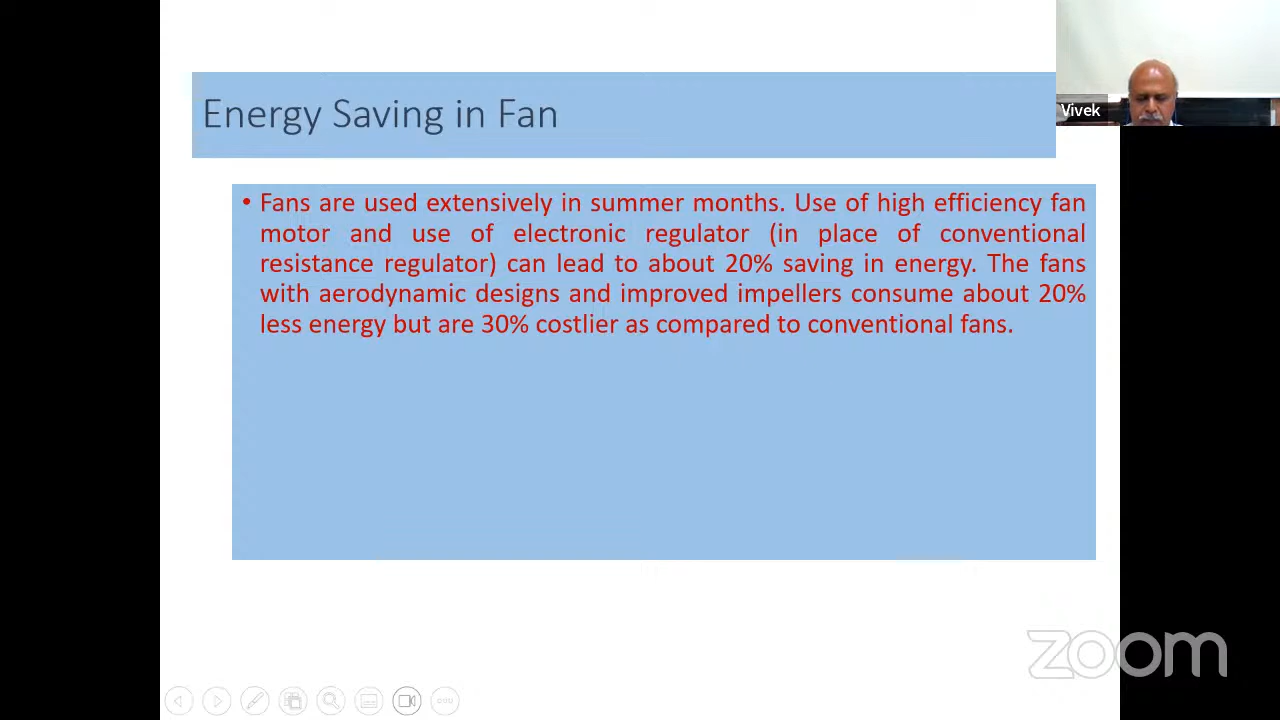 Energy Saving in Fan
Vivek
• Fans are used extensively in summer months. Use of high efficiency fan
motor and use of electronic regulator (in place of conventional
resistance regulator) can lead to about 20% saving in energy. The fans
with aerodynamic designs and improved impellers consume about 20%
less energy but are 30% costlier as compared to conventional fans.
zoom